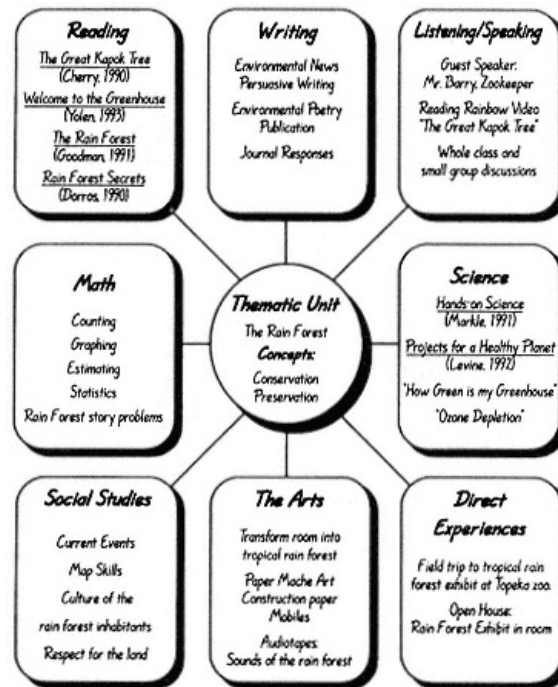 Reading
The Great Kapok Tree
(Cherry, 1990)
Welcome to the Greenhouse
(Yolen, 1993)
The Rain Forest
(Goodman, 1991)
Rain Forest Secrets
(Dorros, 1990)
Writing
Environmental News
Persuasive Writing
Environmental Poetry
Publication
Journal Responses
Listening/Speaking
Guest Speaker:
Mr. Barry, Zookeeper
Reading Rainbow Video
"The Great Kapok Tree"
Whole class and
small group discussions
Math
Counting
Graphing
Estimating
Statistics
Rain Forest story problems
Thematic Unit
The Rain Forest
Concepts:
Conservation
Preservation
Science
Hands-on Science
(Markle, 1991)
Projects for a Healthy Planet
(Levine, 1992)
"How Green is my Greenhouse"
"Ozone Depletion"
Social Studies
Current Events
Map Skills
Culture of the
rain forest inhabitants
Respect for the land
The Arts
Transform room into
tropical rain forest
Paper Mache Art
Construction paper
Mobiles
Audiotapes:
Sounds of the rain forest
Direct
Experiences
Field trip to tropical rain
forest exhibit at Topeka zoo.
Open House:
Rain Forest Exhibit in room